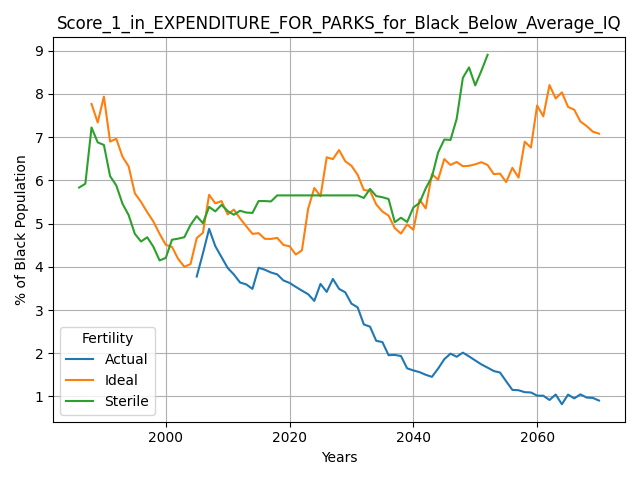 Score_1_in_EXPENDITURE_FOR_PARKS_for_Black_Below_Average_IQ
9
8
7
6
5
4
3
2
1
% of Black Population
Fertility
Actual
Ideal
Sterile
2000
2020
2040
2060
Years